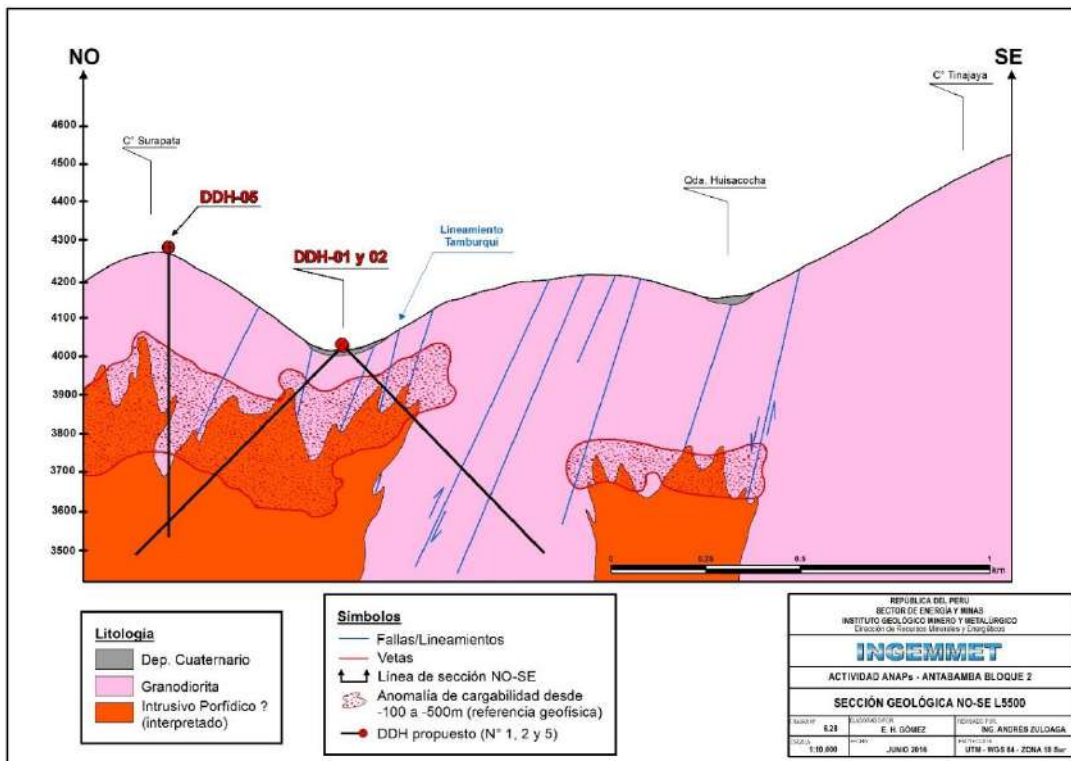 NO
SE
C° Tinajaya
C° Surapata
Qda. Huisacocha
DDH-05
Lineamiento
Tamburqui
DDH-01 y 02
4600
4500
4400
4300
4200
4100
4000
3900
3800
3700
3600
3500
0
0.25
0.5
1
km
Litología
Dep. Cuaternario
Granodiorita
Intrusivo Porfídico ?
(interpretado)
Símbolos
Fallas/Lineamientos
Vetas
Línea de sección NO-SE
Anomalía de cargabilidad desde
-100 a -500m (referencia geofísica)
DDH propuesto (N° 1, 2 y 5)
REPÚBLICA DEL PERÚ
SECTOR DE ENERGÍA Y MINAS
INSTITUTO GEOLÓGICO MINERO Y METALÚRGICO
Dirección de Recursos Minerales y Energéticos
INGEMMET
ACTIVIDAD ANAPs - ANTABAMBA BLOQUE 2
SECCIÓN GEOLÓGICA NO-SE L5500
6.28
E. H. GÓMEZ
ING. ANDRÉS ZULOAGA
1:10,000
JUNIO 2016
UTM - WGS 84 - ZONA 18 Sur